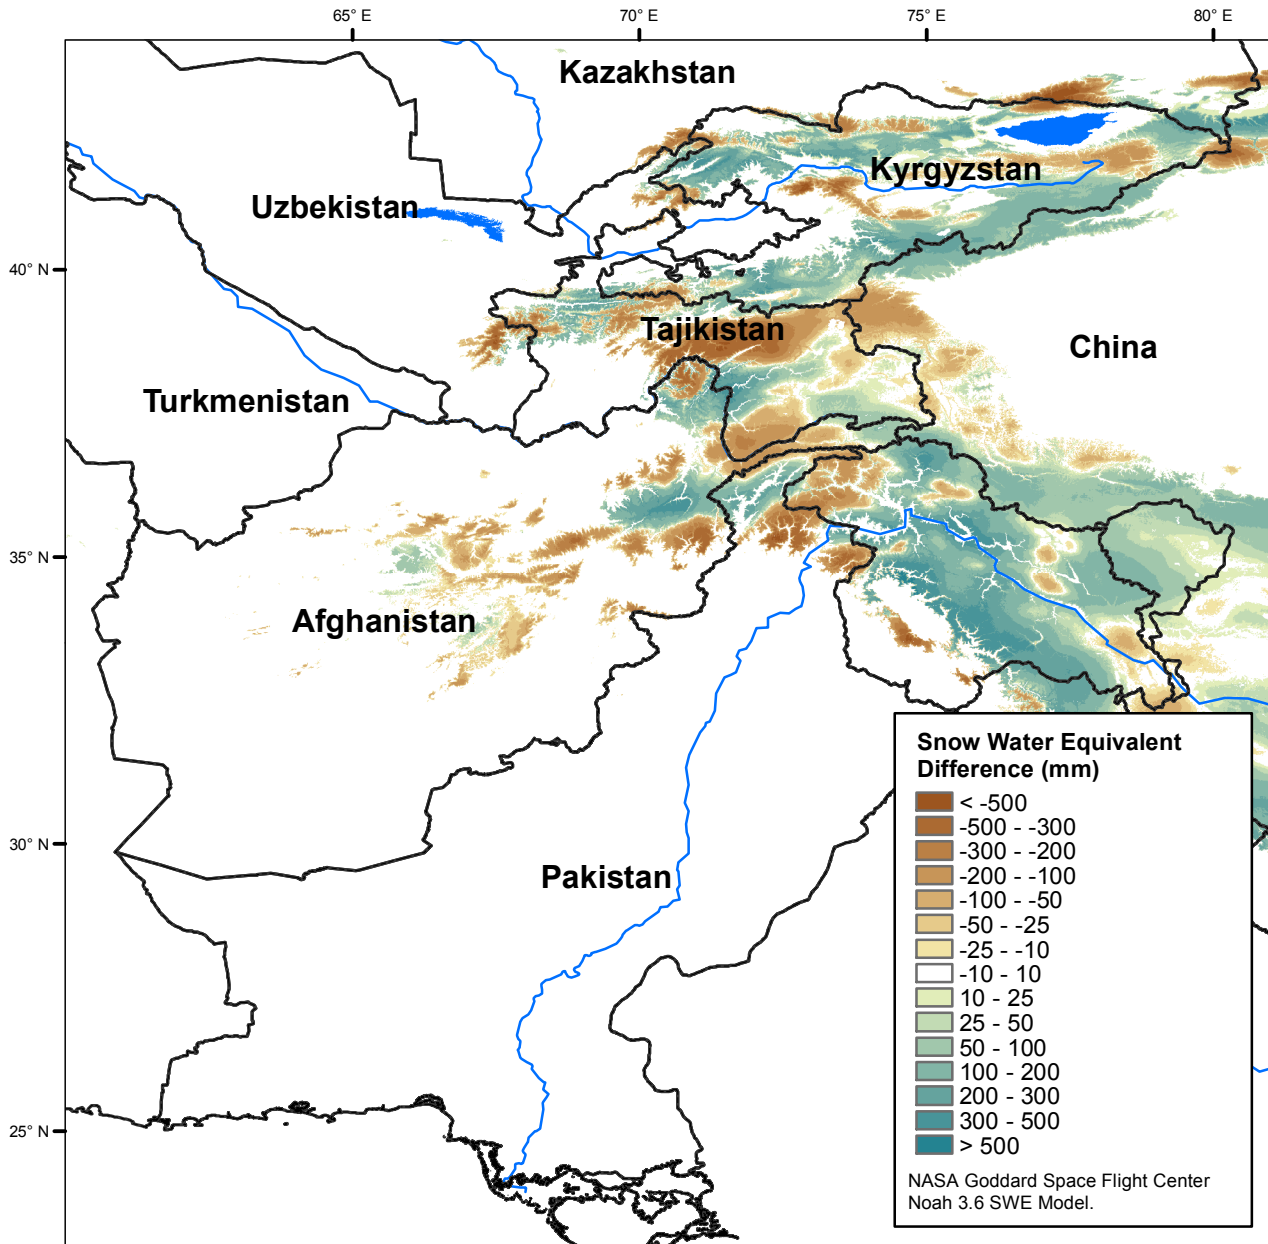 65° E
70° E
75° E
80° E
Kazakhstan
Kyrgyzstan
Uzbekistan
40° N
Tajikistan
China
Turkmenistan
35° N
Afghanistan
30° N
Pakistan
25° N
Snow Water Equivalent
Difference (mm)
< -500
-500 - -300
-300 - -200
-200 - -100
-100 - -50
-50 - -25
-25 - -10
-10 - 10
10 - 25
25 - 50
50 - 100
100 - 200
200 - 300
300 - 500
> 500
NASA Goddard Space Flight Center
Noah 3.6 SWE Model.